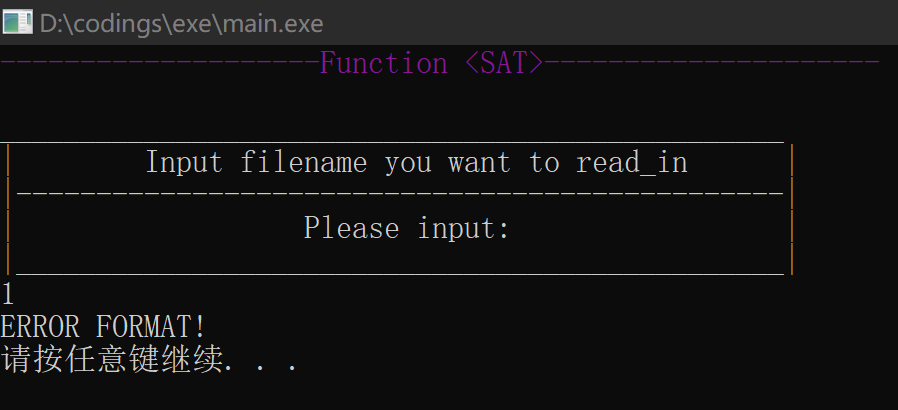 D:\codings\exe\main.exe
--------------------Function <SAT>---------------------
Input filename you want to read_in
|------------------------------------------------|
Please input:
1
ERROR FORMAT!
请按任意键继续. . .